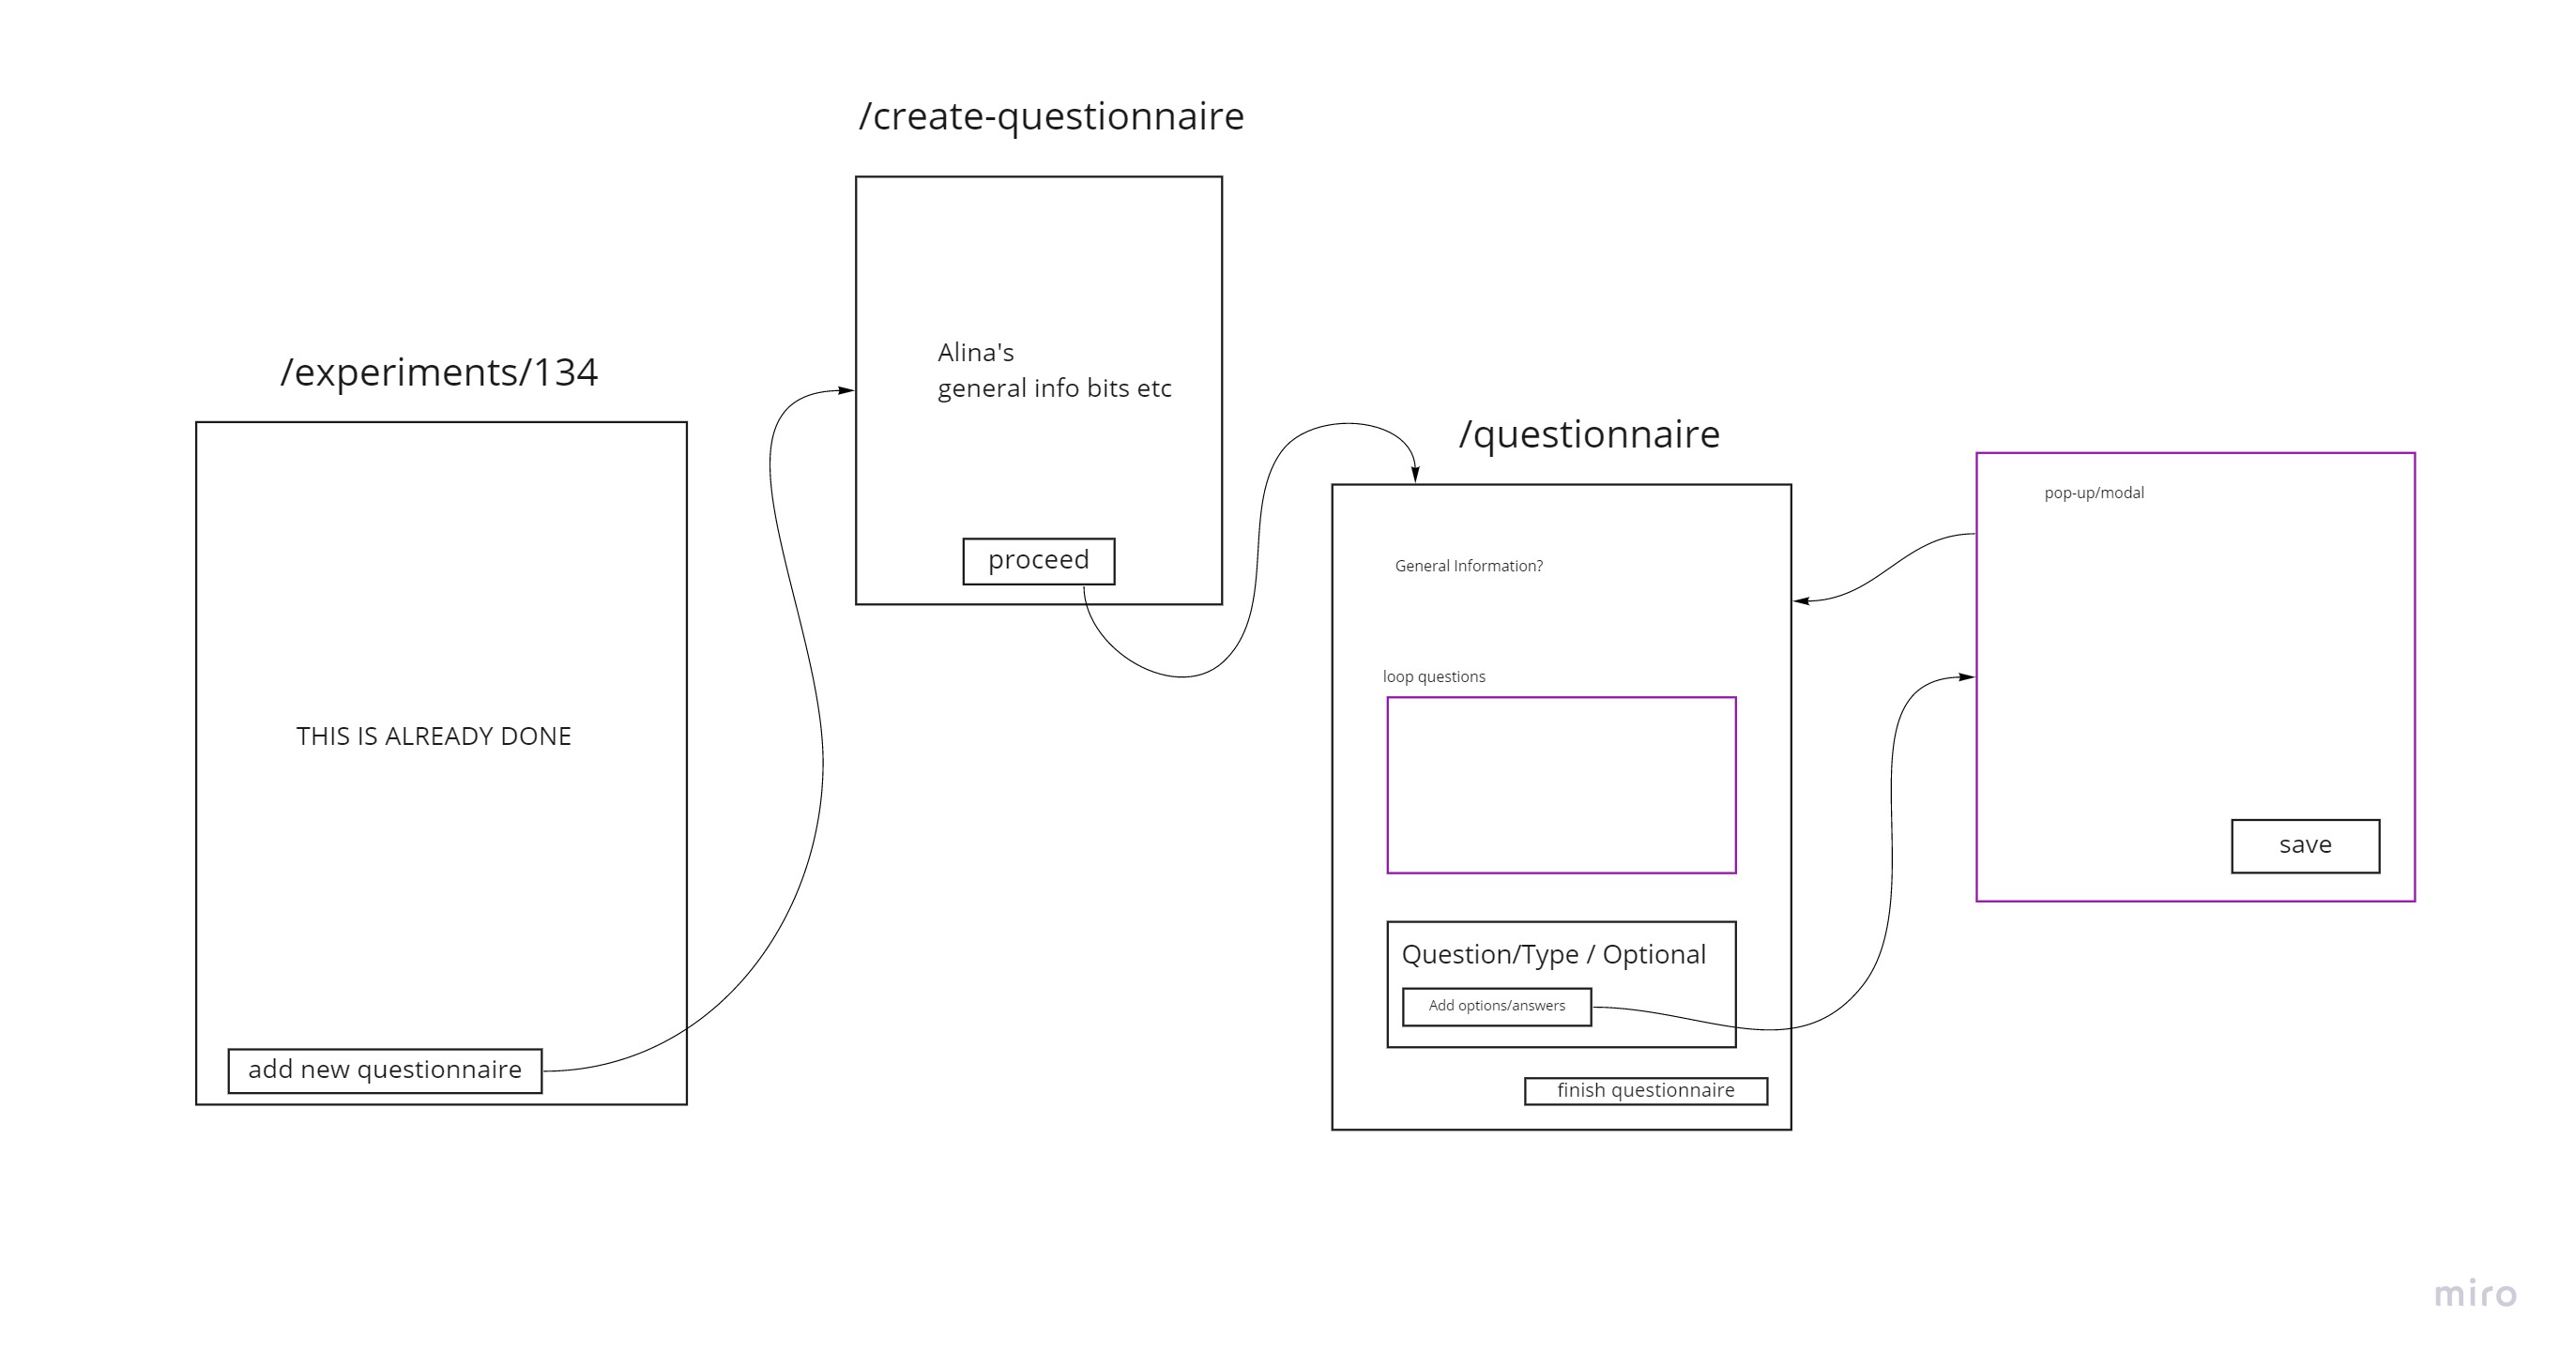 /create-questionnaire
Alina's
general info bits etc
proceed
/experiments/134
THIS IS ALREADY DONE
add new questionnaire
/questionnaire
General Information?
loop questions
Question/Type / Optional
Add options/answers
finish questionnaire
pop-up/modal
save
miro